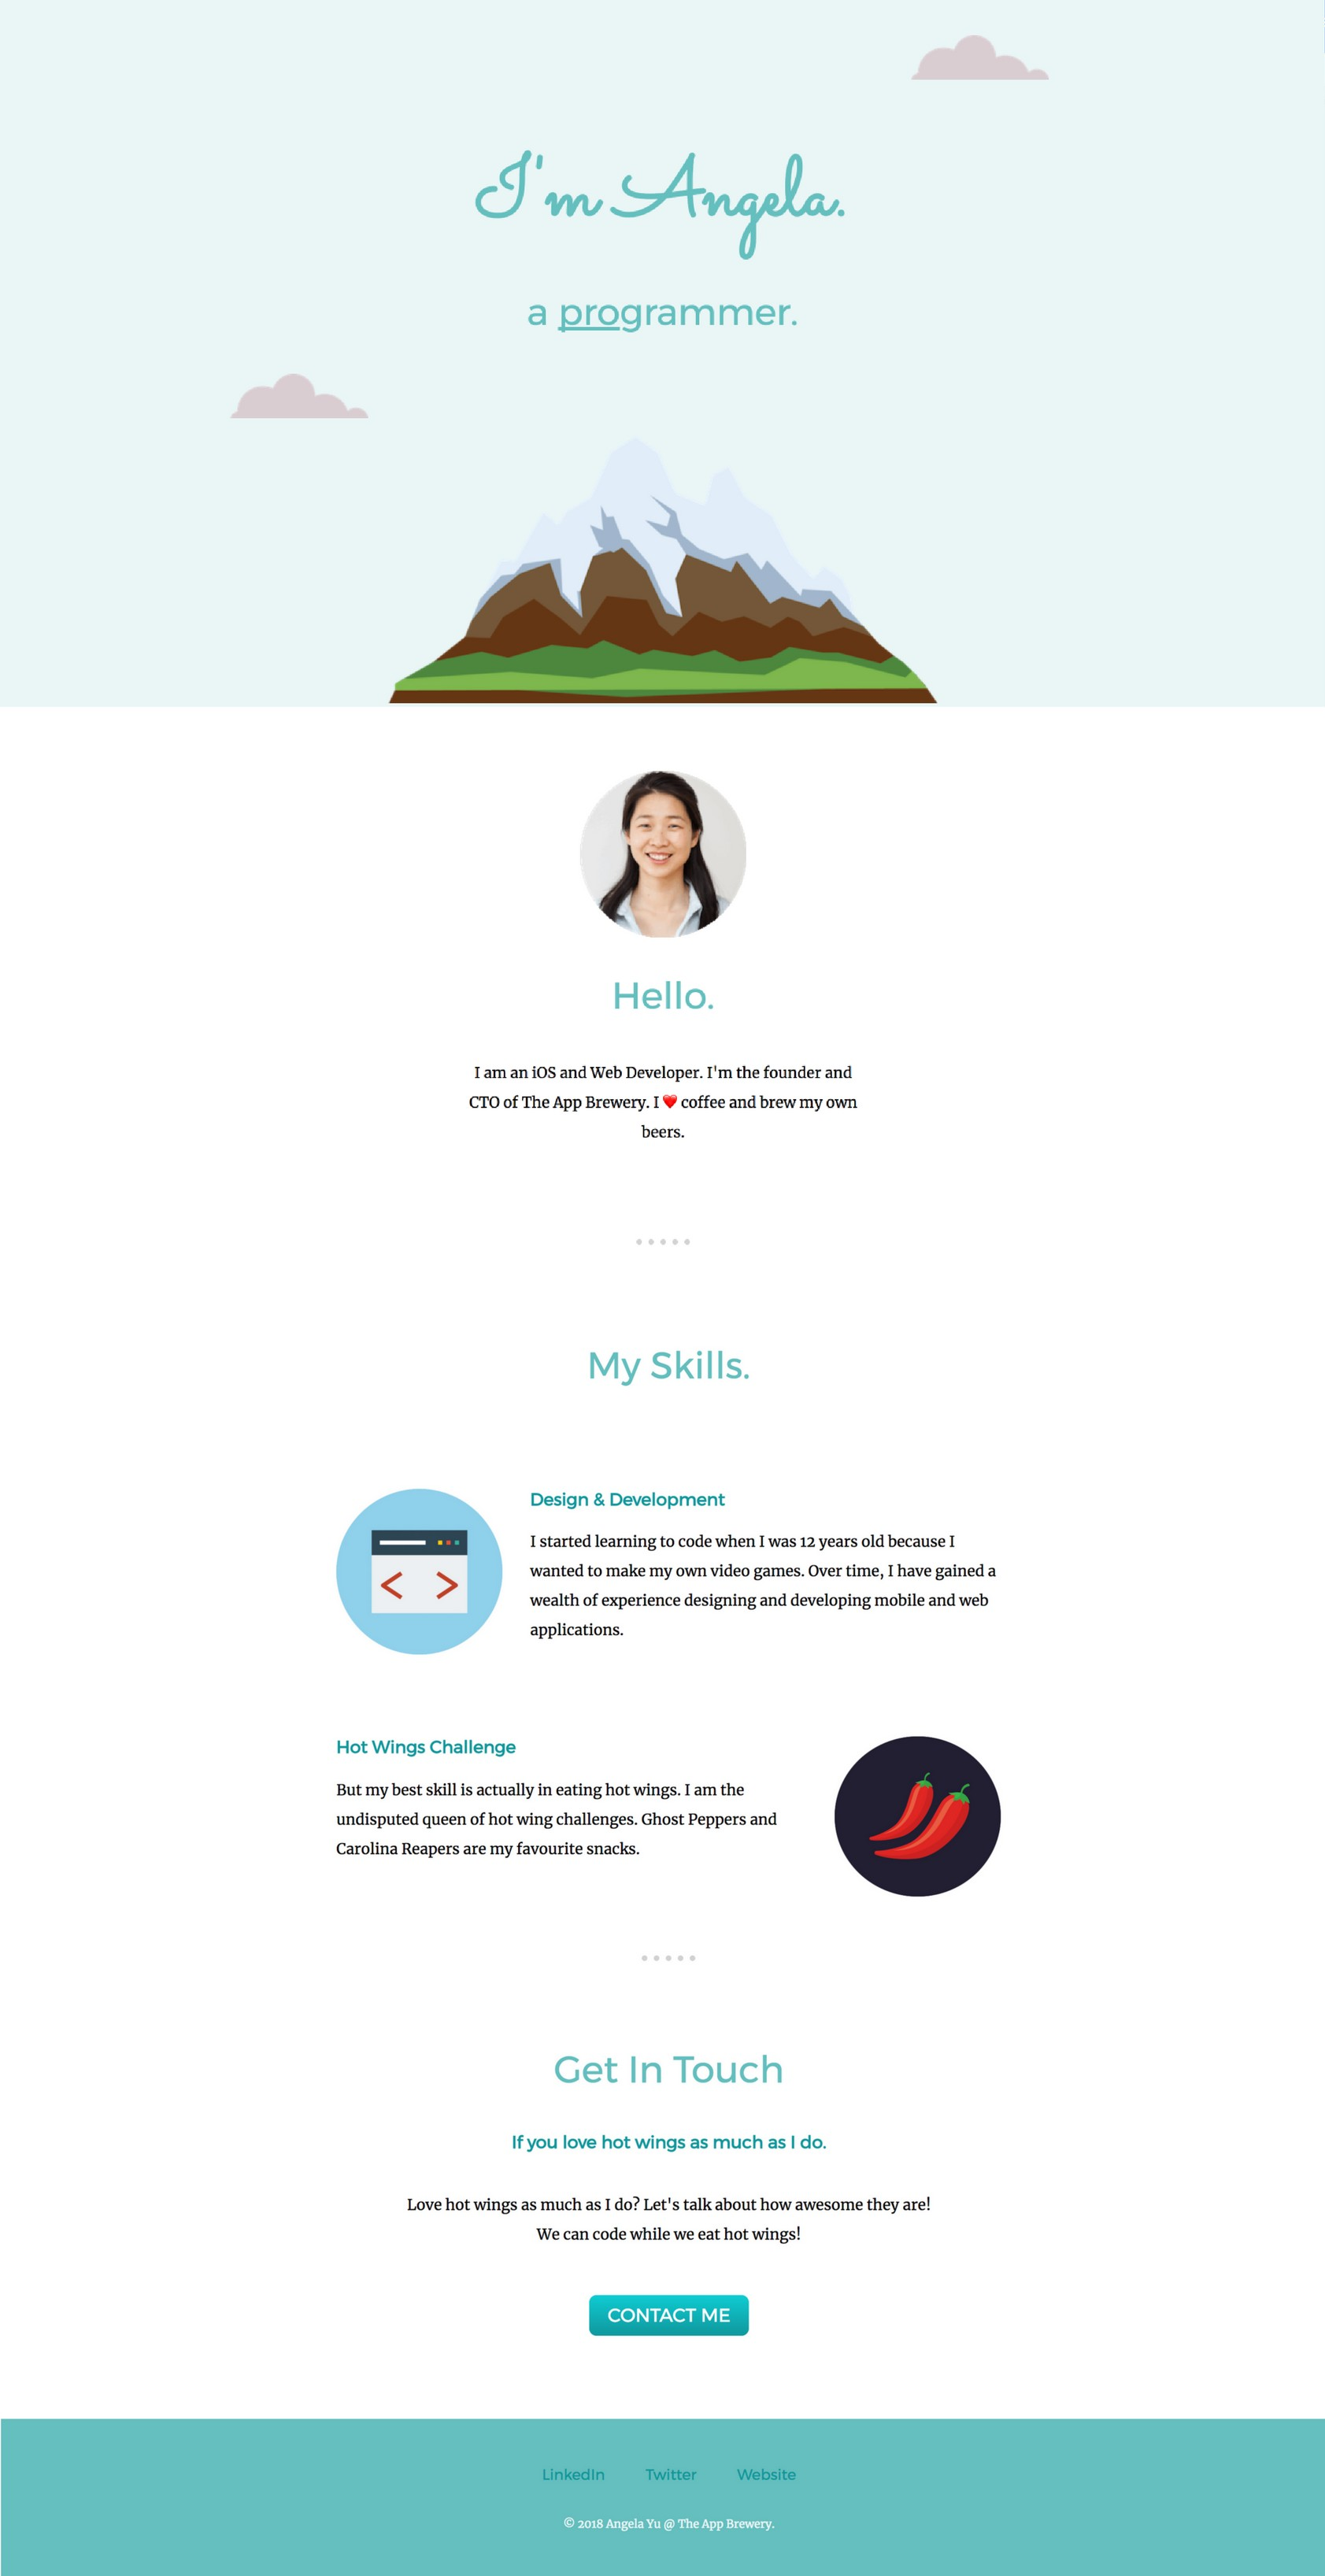 I'm Angela.
a programmer.
Hello.
I am an iOS and Web Developer. I'm the founder and
CTO of The App Brewery. I ❤️ coffee and brew my own
beers.
My Skills.
Design & Development
I started learning to code when I was 12 years old because I
wanted to make my own video games. Over time, I have gained a
wealth of experience designing and developing mobile and web
applications.
Hot Wings Challenge
But my best skill is actually in eating hot wings. I am the
undisputed queen of hot wing challenges. Ghost Peppers and
Carolina Reapers are my favourite snacks.
Get In Touch
If you love hot wings as much as I do.
Love hot wings as much as I do? Let's talk about how awesome they are!
We can code while we eat hot wings!
CONTACT ME
LinkedIn Twitter Website
© 2018 Angela Yu @ The App Brewery.